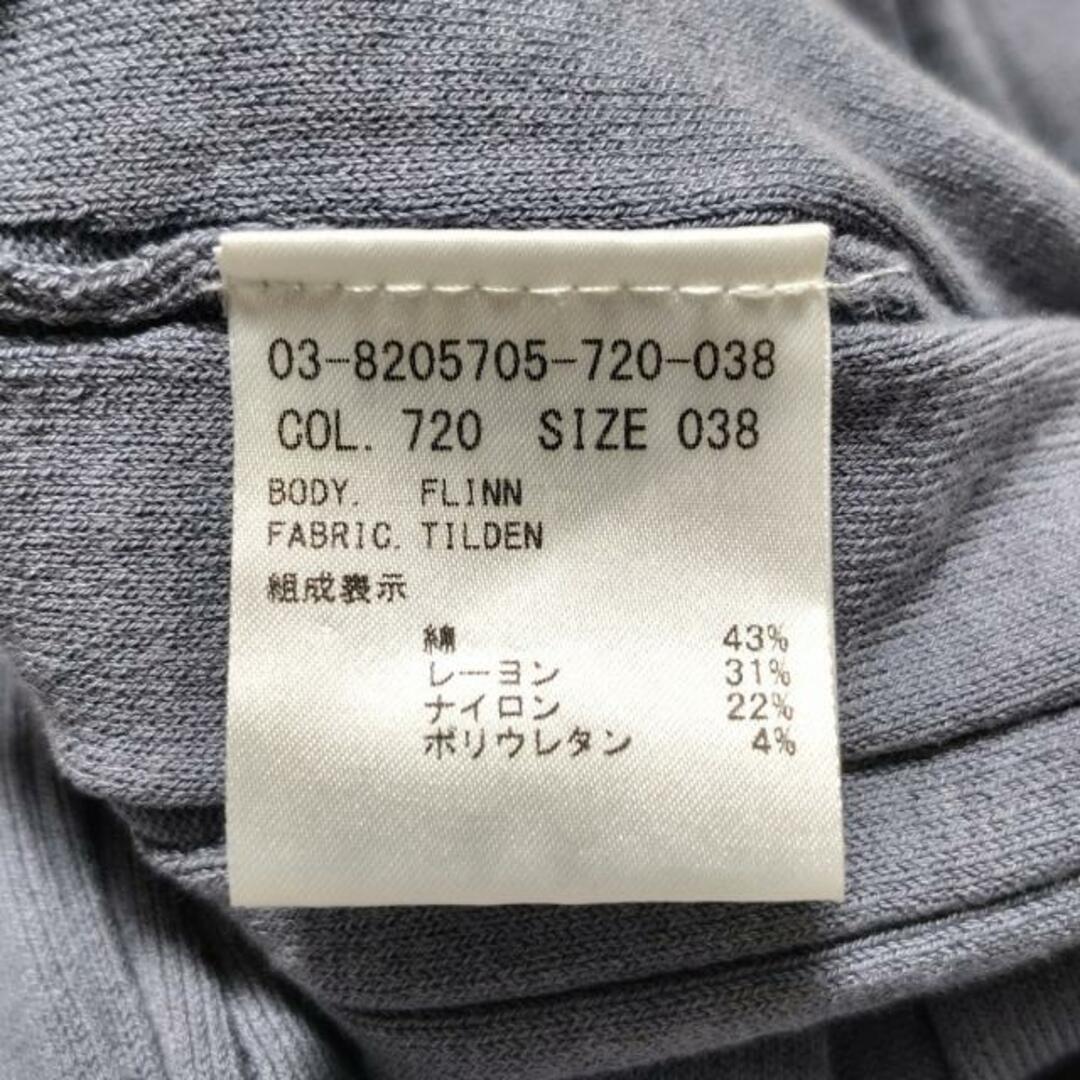 03-8205705-720-038
COL. 720 SIZE 038
BODY. FLINN
FABRIC. TILDEN
組成表示
綿 43%
レーヨン 31%
ナイロン 22%
ポリウレタン 4%